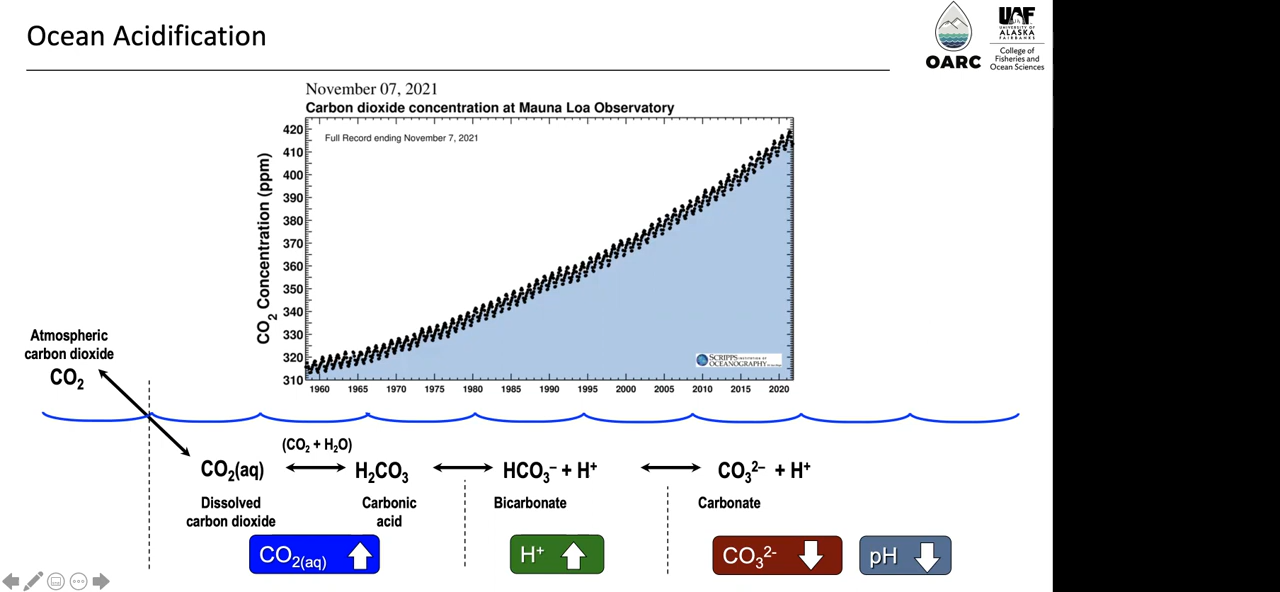 Ocean Acidification
OARC
UAF
UNIVERSITY OF
ALASKA
FAIRBANKS
College of
Fisheries and
Ocean Sciences
November 07, 2021
Carbon dioxide concentration at Mauna Loa Observatory
Full Record ending November 7, 2021
CO₂ Concentration (ppm)
420
410
400
390
380
370
360
350
340
330
320
310
1960 1965 1970 1975 1980 1985 1990 1995 2000 2005 2010 2015 2020
SCRIPPS INSTITUTION OF
OCEANOGRAPHY
Atmospheric
carbon dioxide
CO₂
(CO₂ + H₂O)
CO₂(aq) H₂CO₃ HCO₃⁻ + H⁺ CO₃²⁻ + H⁺
Dissolved
carbon dioxide
Carbonic
acid
Bicarbonate
Carbonate
CO₂(aq)
H⁺
CO₃²⁻
pH